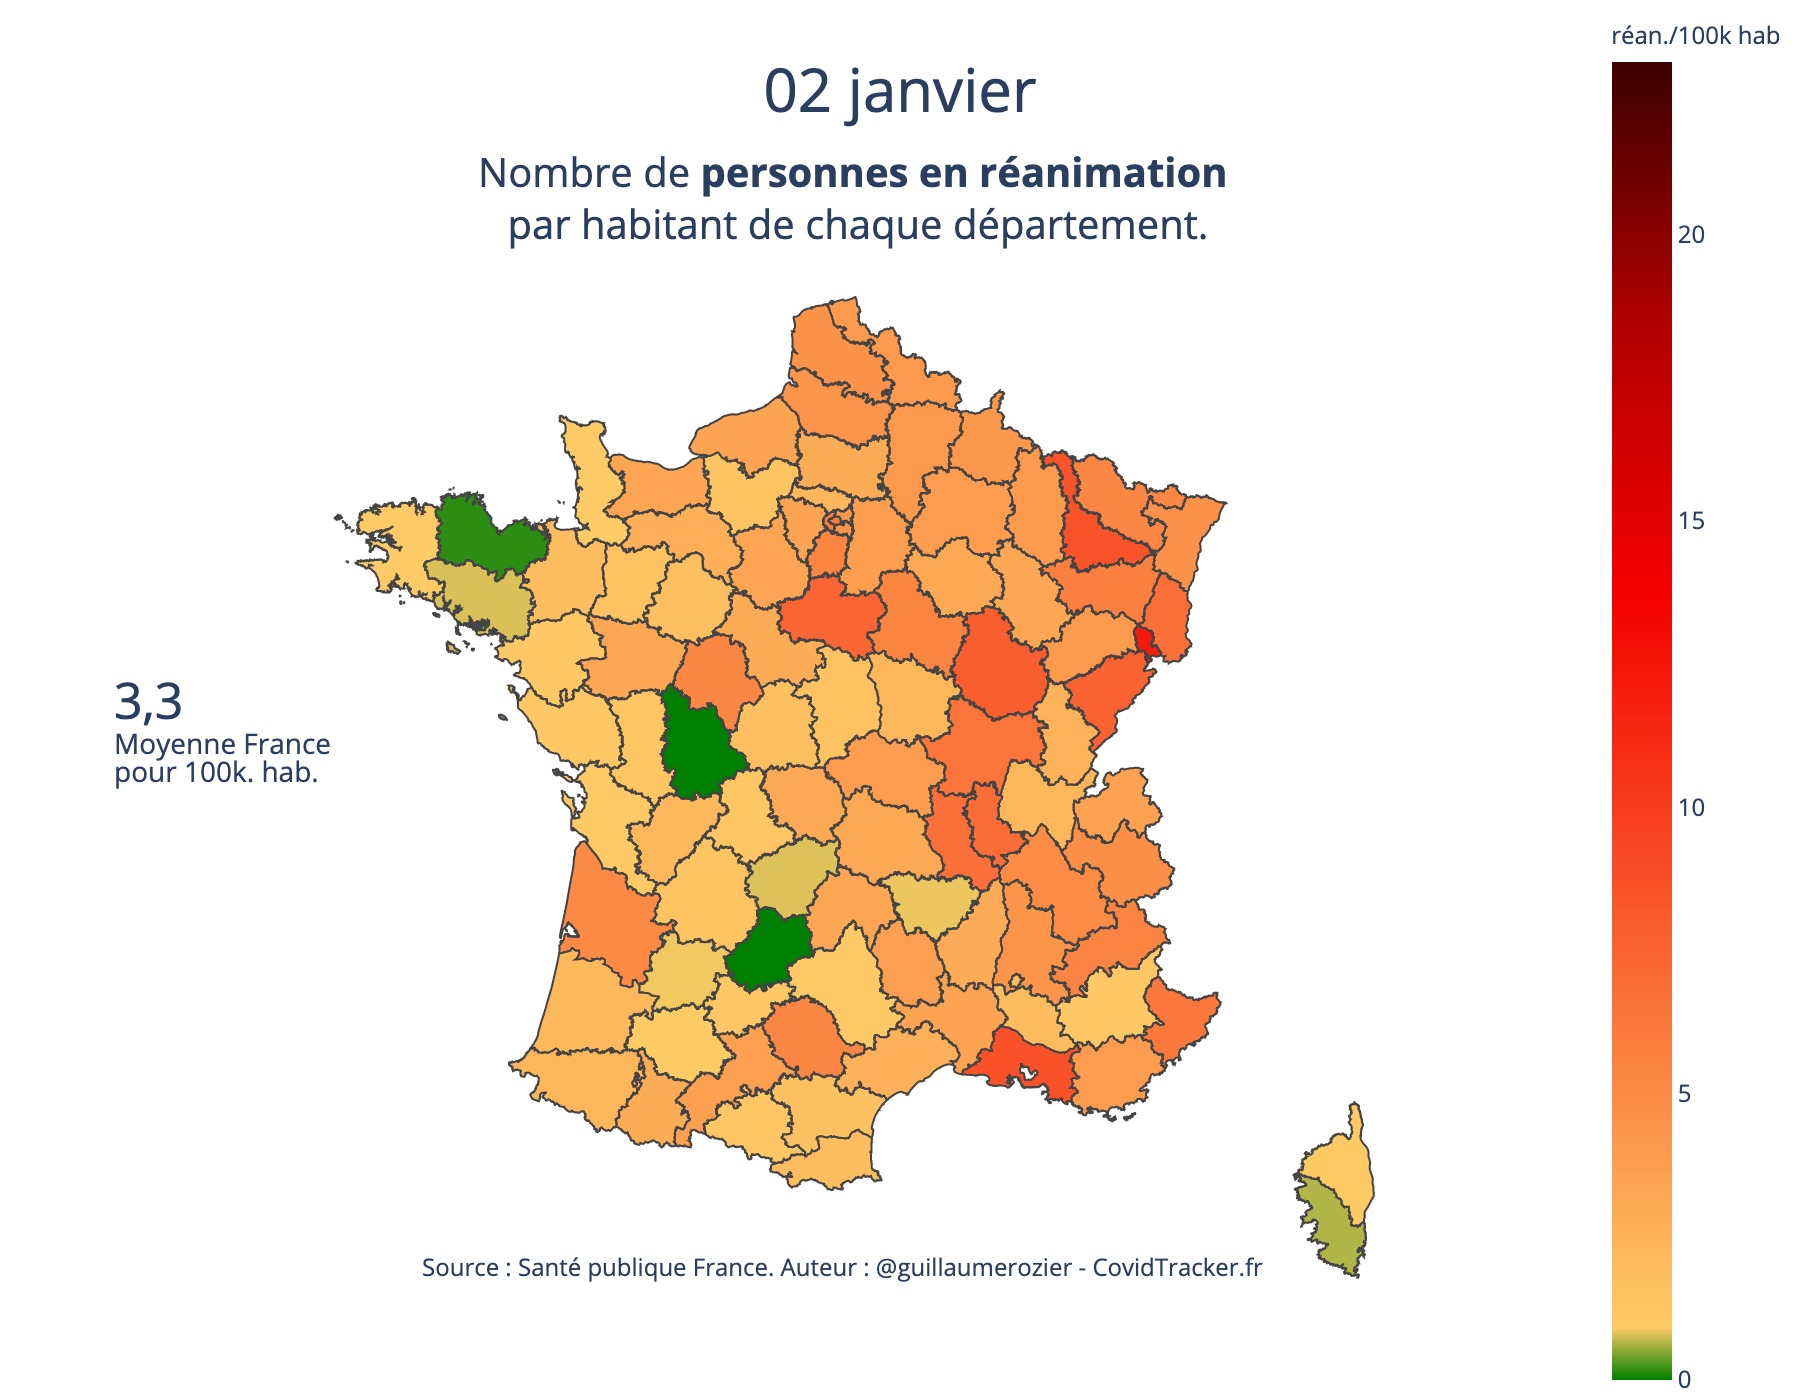 réan./100k hab
02 janvier
Nombre de personnes en réanimation
par habitant de chaque département.
20
15
3,3
Moyenne France
pour 100k. hab.
10
5
Source : Santé publique France. Auteur : @guillaumerozier - CovidTracker.fr
0